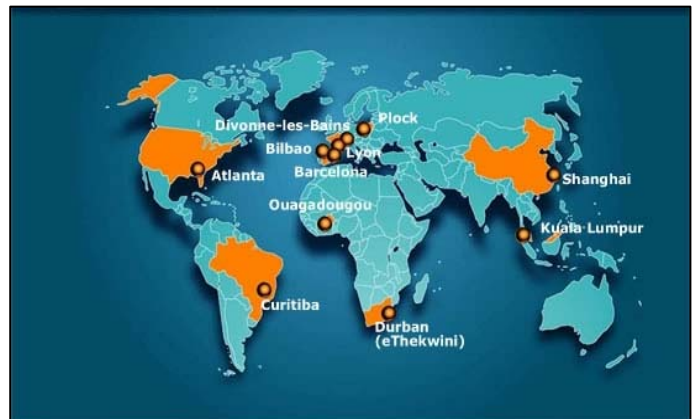 Plock
Divonne-les-Bains
Bilbao
Lyon
Barcelona
Atlanta
Shanghai
Ouagadougou
Kuala Lumpur
Curitiba
Durban
(eThekwini)